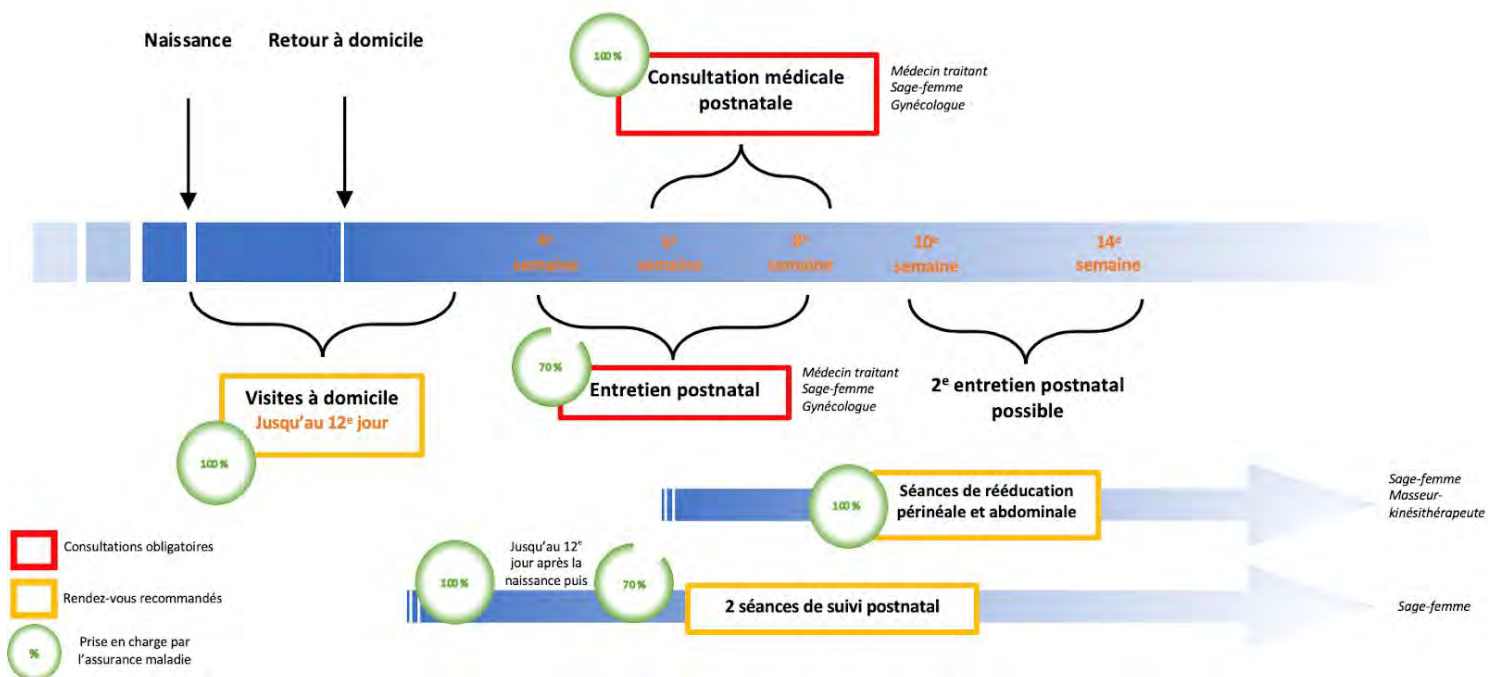 Naissance
Retour à domicile
100 %
Consultation médicale
postnatale
Médecin traitant
Sage-femme
Gynécologue
4e
semaine
6e
semaine
8e
semaine
10e
semaine
14e
semaine
Visites à domicile
Jusqu'au 12e jour
100 %
70 %
Entretien postnatal
Médecin traitant
Sage-femme
Gynécologue
2e entretien postnatal
possible
100 %
Séances de rééducation
périnéale et abdominale
Sage-femme
Masseur-
kinésithérapeute
Consultations obligatoires
Rendez-vous recommandés
%
Prise en charge par
l'assurance maladie
100 %
Jusqu'au 12e
jour après la
naissance puis
70 %
2 séances de suivi postnatal
Sage-femme